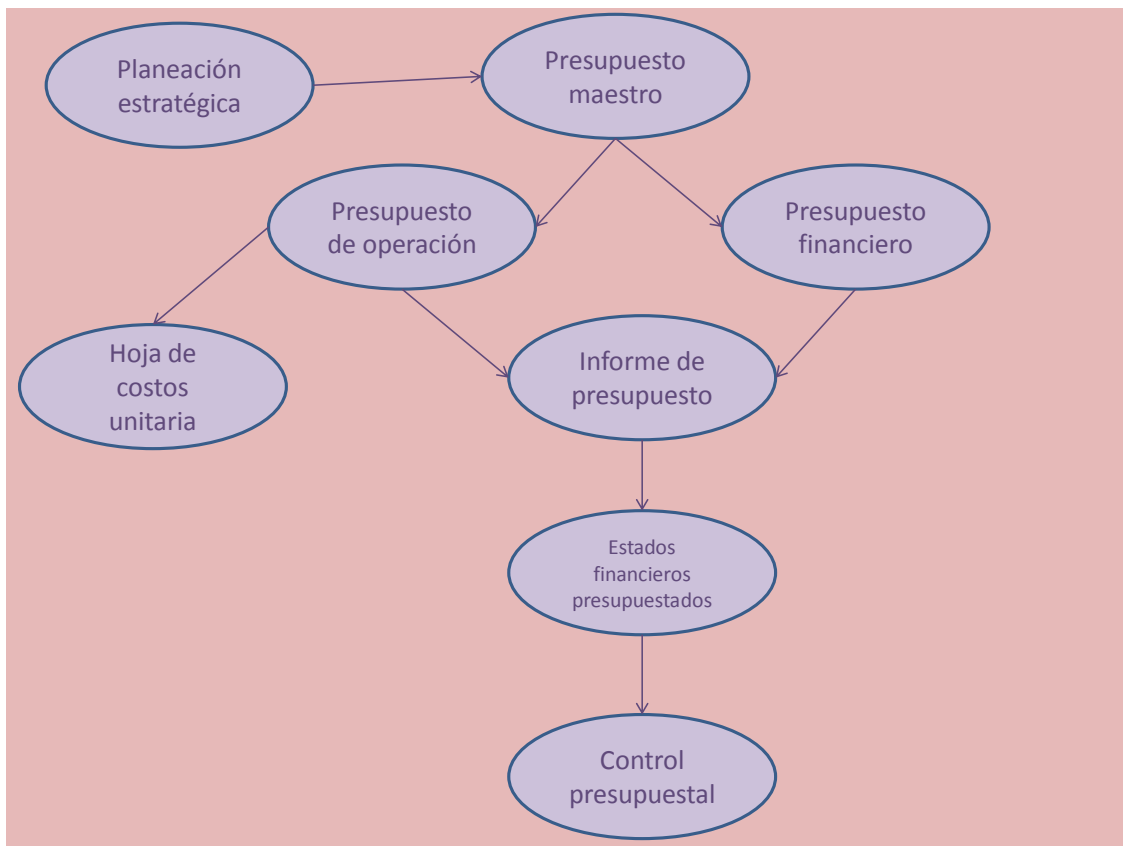 Planeación
estratégica
Presupuesto
maestro
Presupuesto
de operación
Presupuesto
financiero
Hoja de
costos
unitaria
Informe de
presupuesto
Estados
financieros
presupuestados
Control
presupuestal